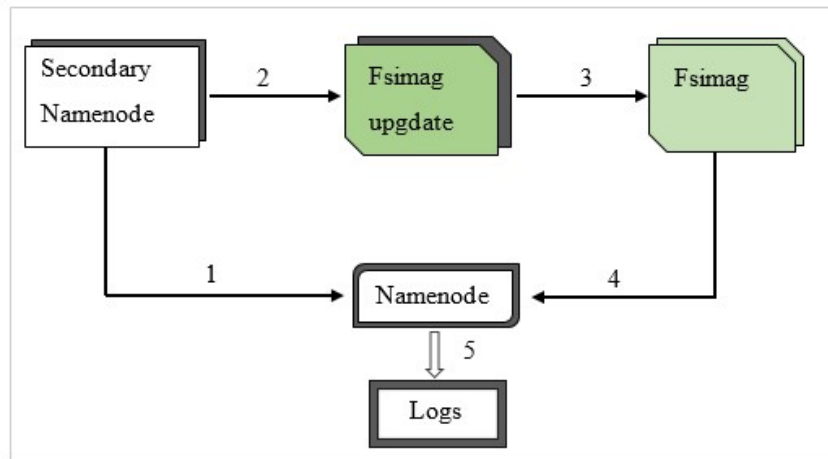 Secondary
Namenode
2
Fsimag
upgdate
3
Fsimag
1
Namenode
4
5
Logs